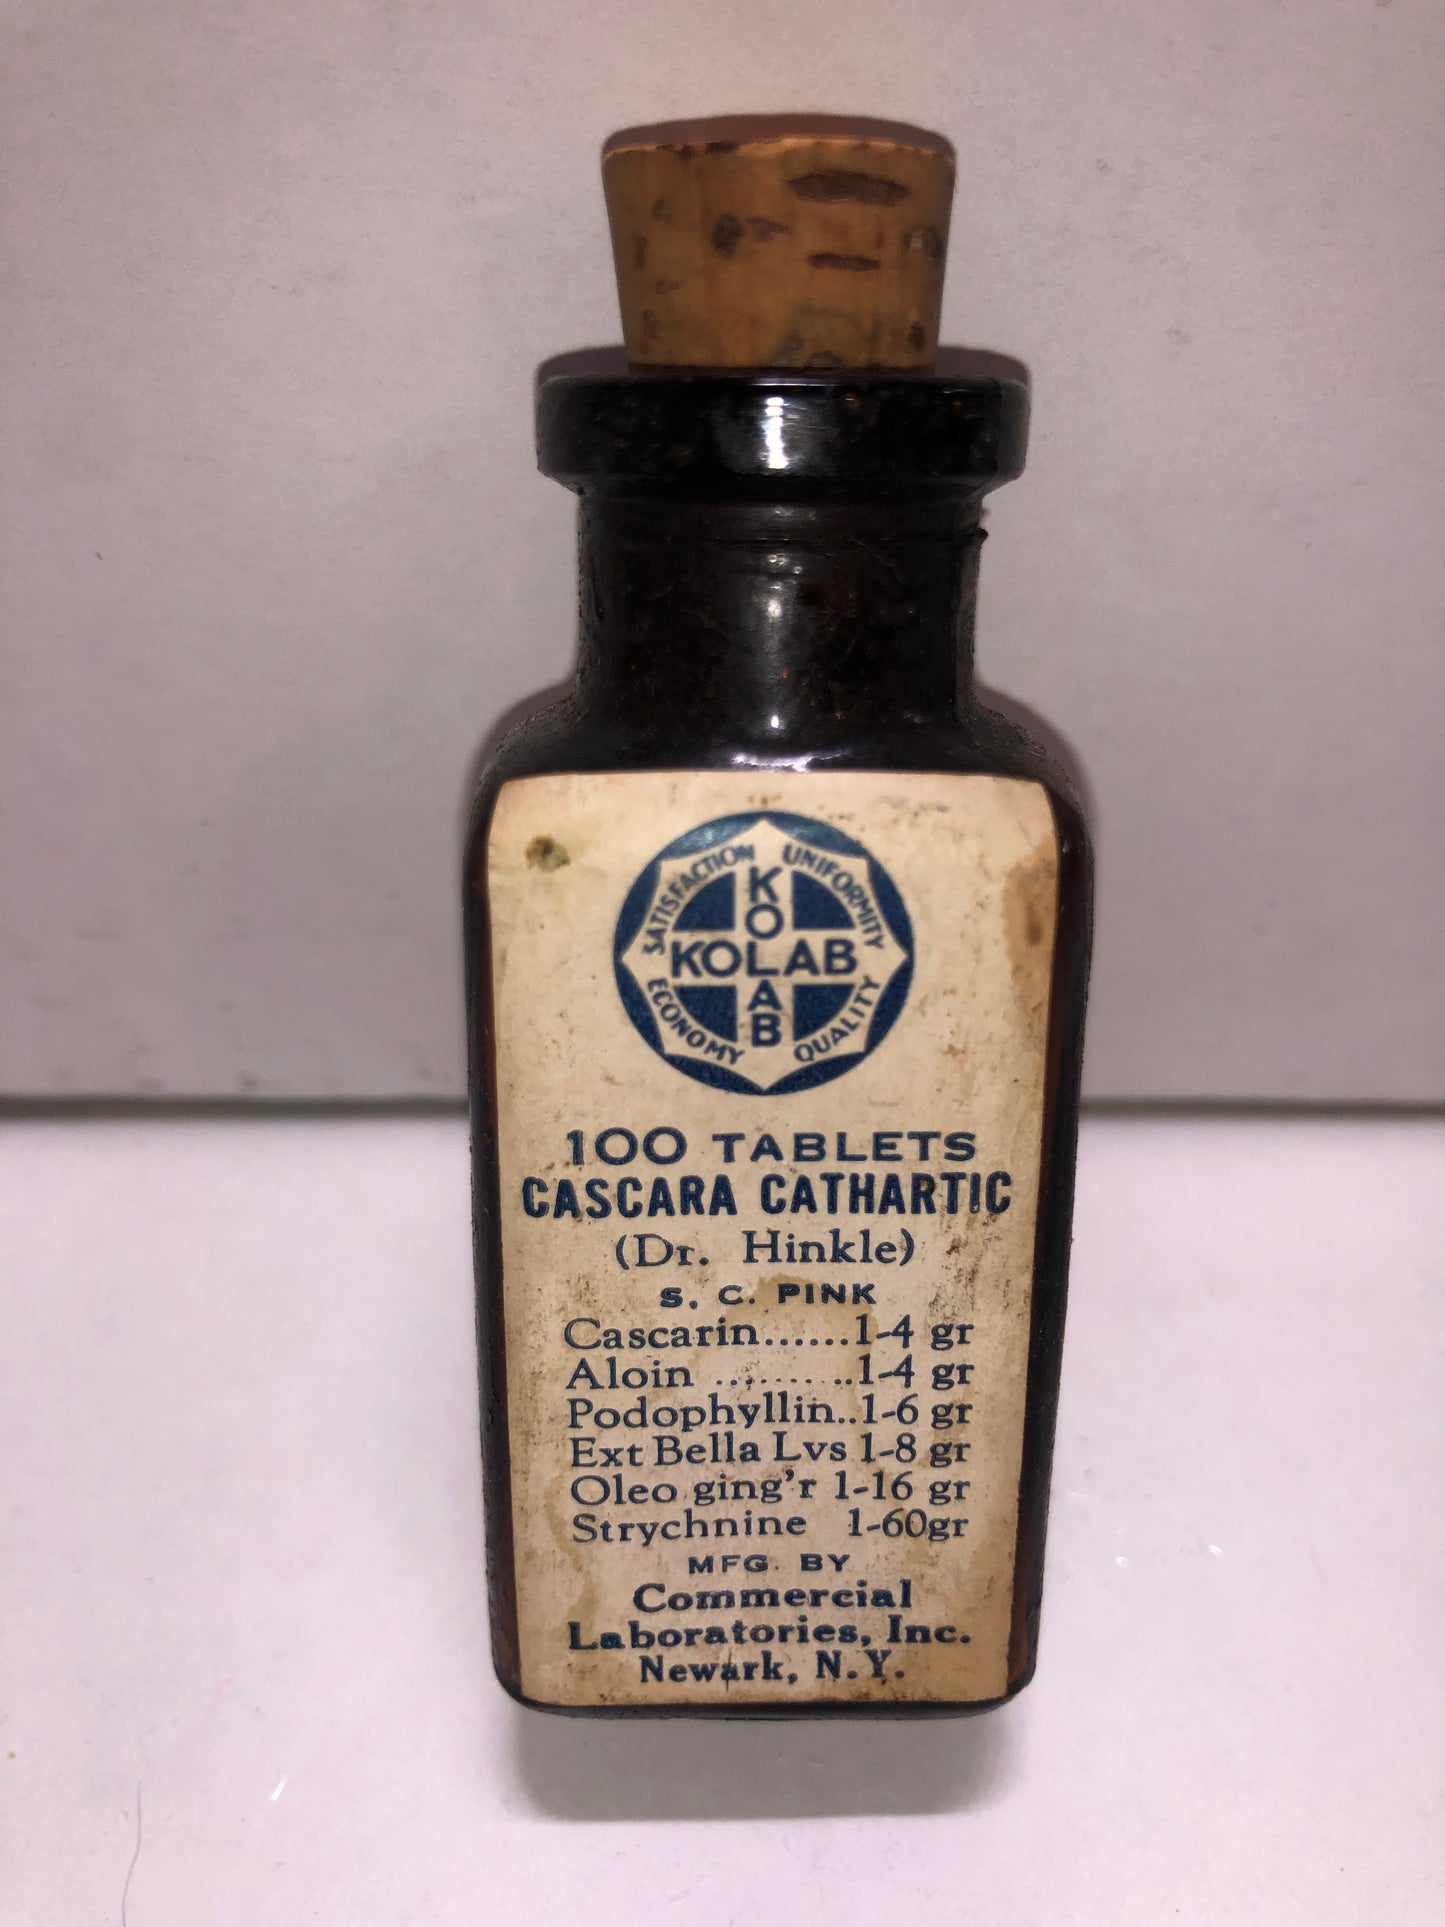 SATISFACTION UNIFORMITY
KOLAB
KOLAB
ECONOMY QUALITY
100 TABLETS
CASCARA CATHARTIC
(Dr. Hinkle)
S. C. PINK
Cascarin......1-4 gr
Aloin .........1-4 gr
Podophyllin..1-6 gr
Ext Bella Lvs 1-8 gr
Oleo ging'r 1-16 gr
Strychnine 1-60gr
MFG. BY
Commercial
Laboratories, Inc.
Newark, N.Y.